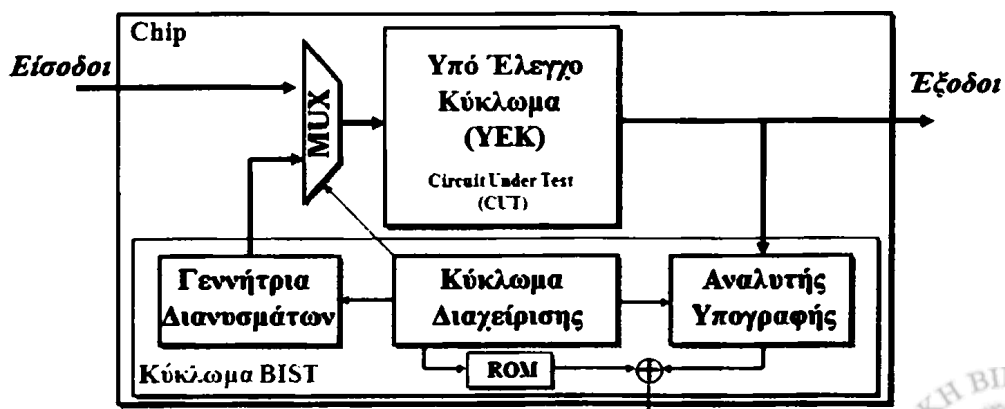 Chip
Είσοδοι
MUX
Υπό Έλεγχο
Κύκλωμα
(ΥΕΚ)
Circuit Under Test
(CUT)
Έξοδοι
Γεννήτρια
Διανυσμάτων
Κύκλωμα
Διαχείρισης
Αναλυτής
Υπογραφής
ROM
Κύκλωμα BIST